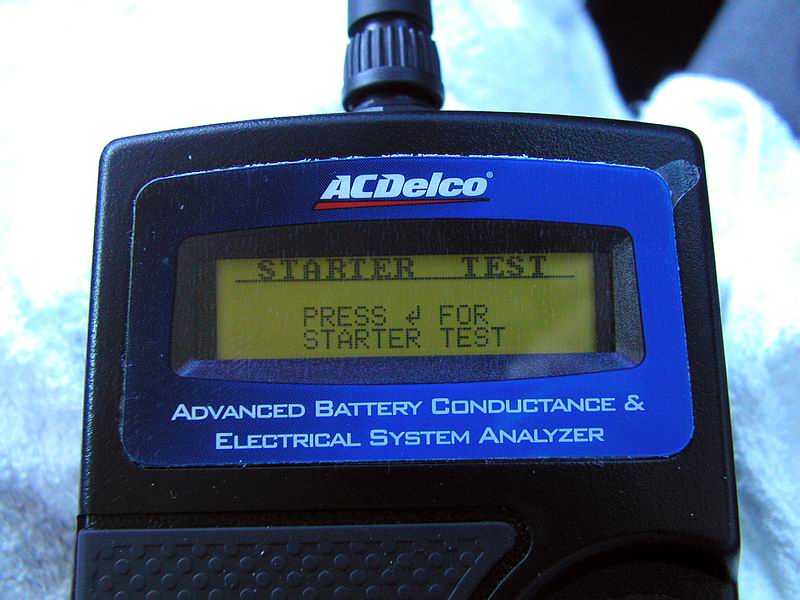 ACDelco®
STARTER TEST
PRESS ↲ FOR
STARTER TEST
ADVANCED BATTERY CONDUCTANCE &
ELECTRICAL SYSTEM ANALYZER